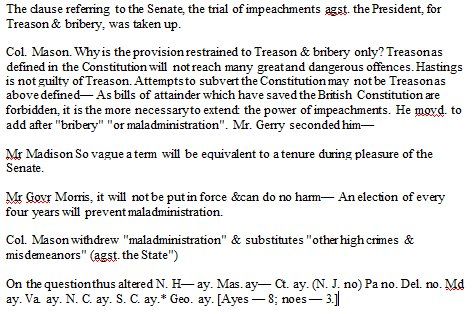 The clause referring to the Senate, the trial of impeachments agst. the President, for
Treason & bribery, was taken up.
Col. Mason. Why is the provision restrained to Treason & bribery only? Treason as
defined in the Constitution will not reach many great and dangerous offences. Hastings
is not guilty of Treason. Attempts to subvert the Constitution may not be Treason as
above defined— As bills of attainder which have saved the British Constitution are
forbidden, it is the more necessary to extend the power of impeachments. He movd. to
add after "bribery" "or maladministration". Mr. Gerry seconded him—
Mr Madison So vague a term will be equivalent to a tenure during pleasure of the
Senate.
Mr Govr Morris, it will not be put in force & can do no harm— An election of every
four years will prevent maladministration.
Col. Mason withdrew "maladministration" & substitutes "other high crimes &
misdemeanors" (agst. the State")
On the question thus altered N. H— ay. Mas. ay— Ct. ay. (N. J. no) Pa no. Del. no. Md
ay. Va. ay. N. C. ay. S. C. ay.* Geo. ay. [Ayes — 8; noes — 3.]